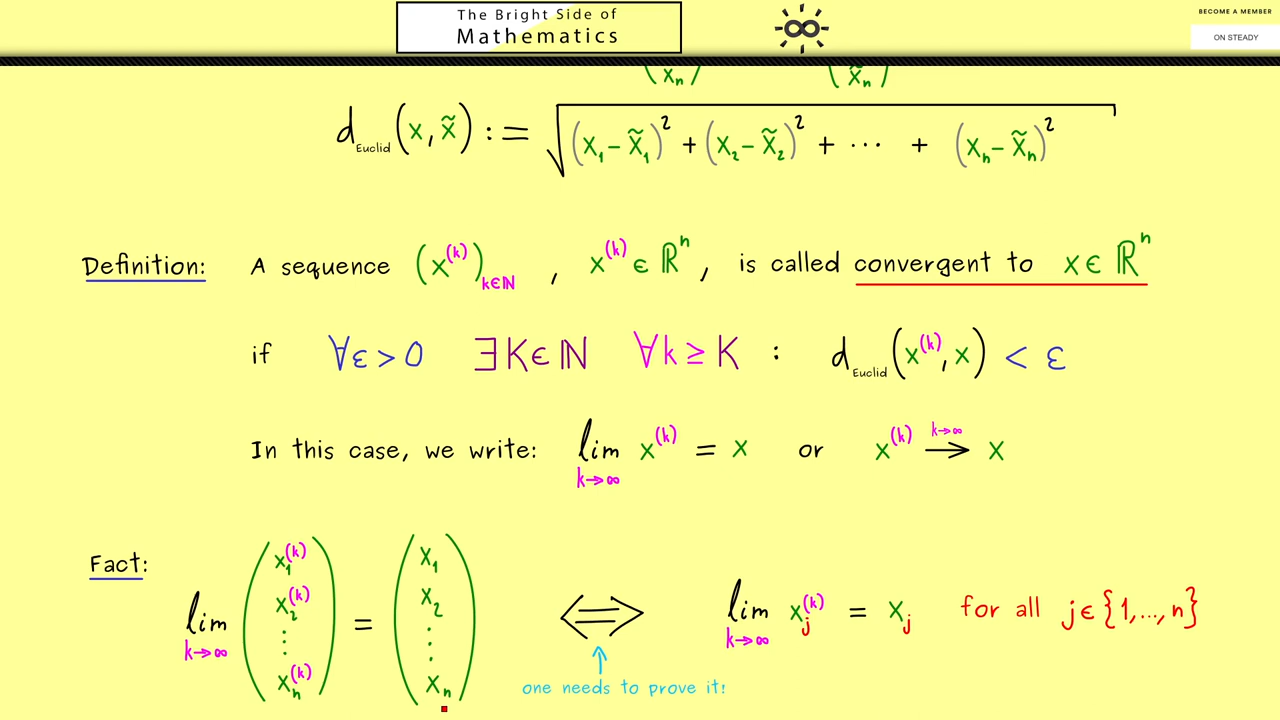 The Bright Side of
Mathematics
BECOME A MEMBER
ON STEADY
(xₙ) (x̃ₙ)
d_Euclid(x, x̃) := √((x₁ − x̃₁)² + (x₂ − x̃₂)² + ⋯ + (xₙ − x̃ₙ)²)
Definition: A sequence (x^(k))_{k∈ℕ} , x^(k) ∈ ℝⁿ , is called convergent to x ∈ ℝⁿ
if ∀ε > 0 ∃K ∈ ℕ ∀k ≥ K : d_Euclid(x^(k), x) < ε
In this case, we write: lim_{k→∞} x^(k) = x or x^(k) →^{k→∞} x
Fact: lim_{k→∞} (x₁^(k) x₂^(k) ⋮ xₙ^(k)) = (x₁ x₂ ⋮ xₙ) ⟺ lim_{k→∞} x_j^(k) = x_j for all j ∈ {1,...,n}
one needs to prove it!